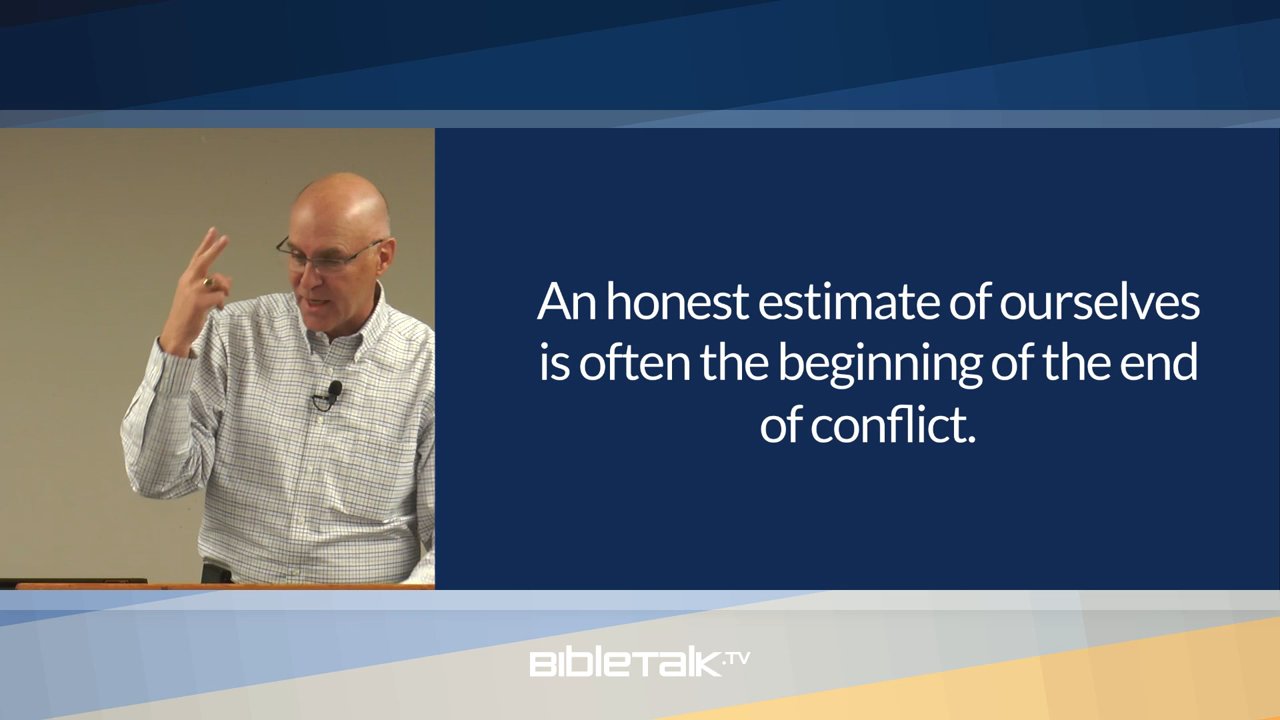 An honest estimate of ourselves
is often the beginning of the end
of conflict.
BibleTalk.TV